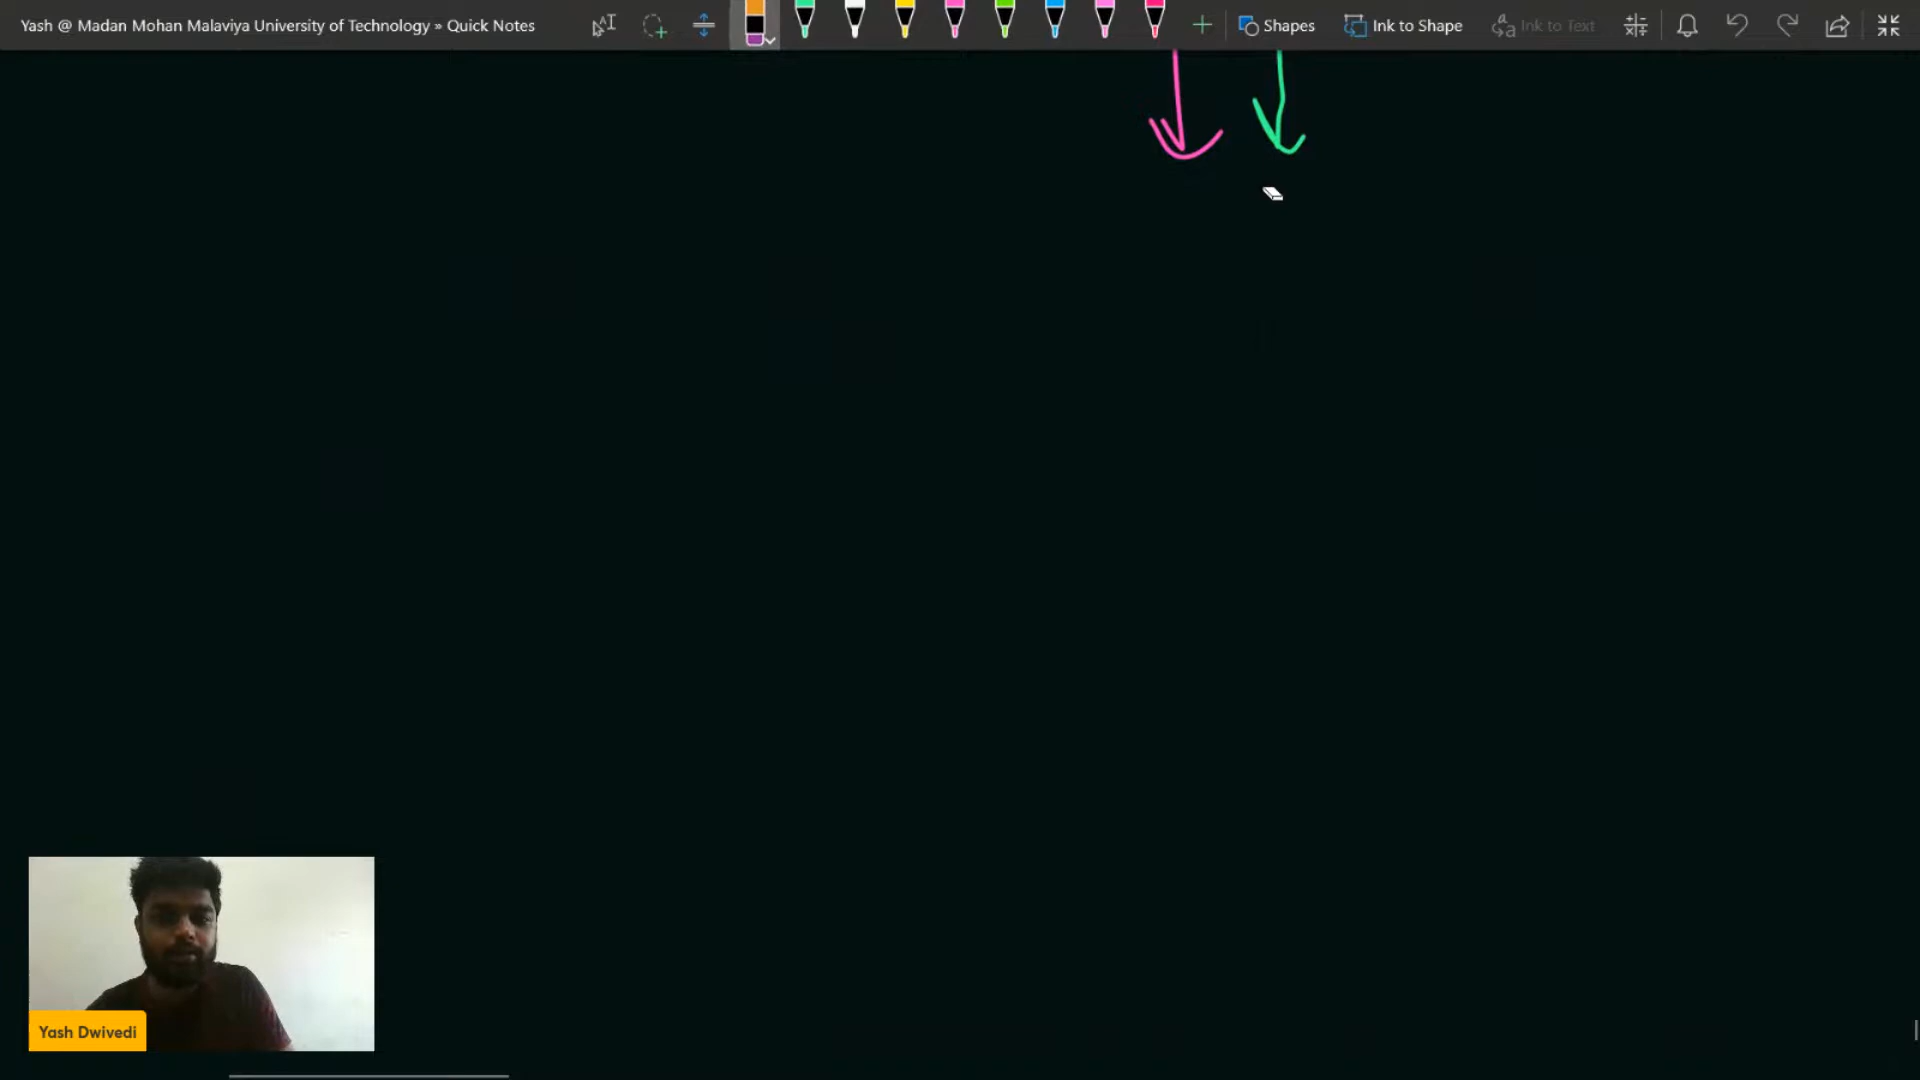 Yash @ Madan Mohan Malaviya University of Technology » Quick Notes
Shapes
Ink to Shape
Ink to Text
Yash Dwivedi